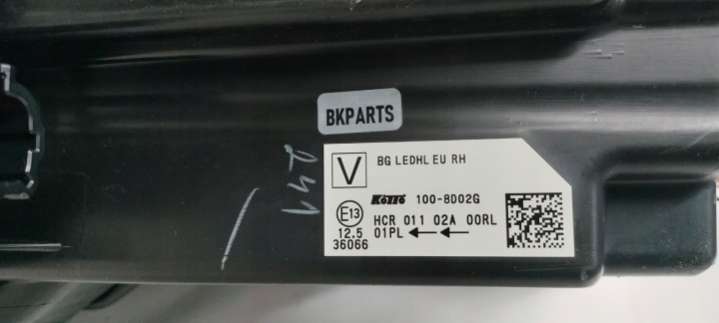 BKPARTS
V BG LEDHL EU RH
KOITO 100-8D02G
E13 HCR 011 02A 00RL
12.5 01PL
36066